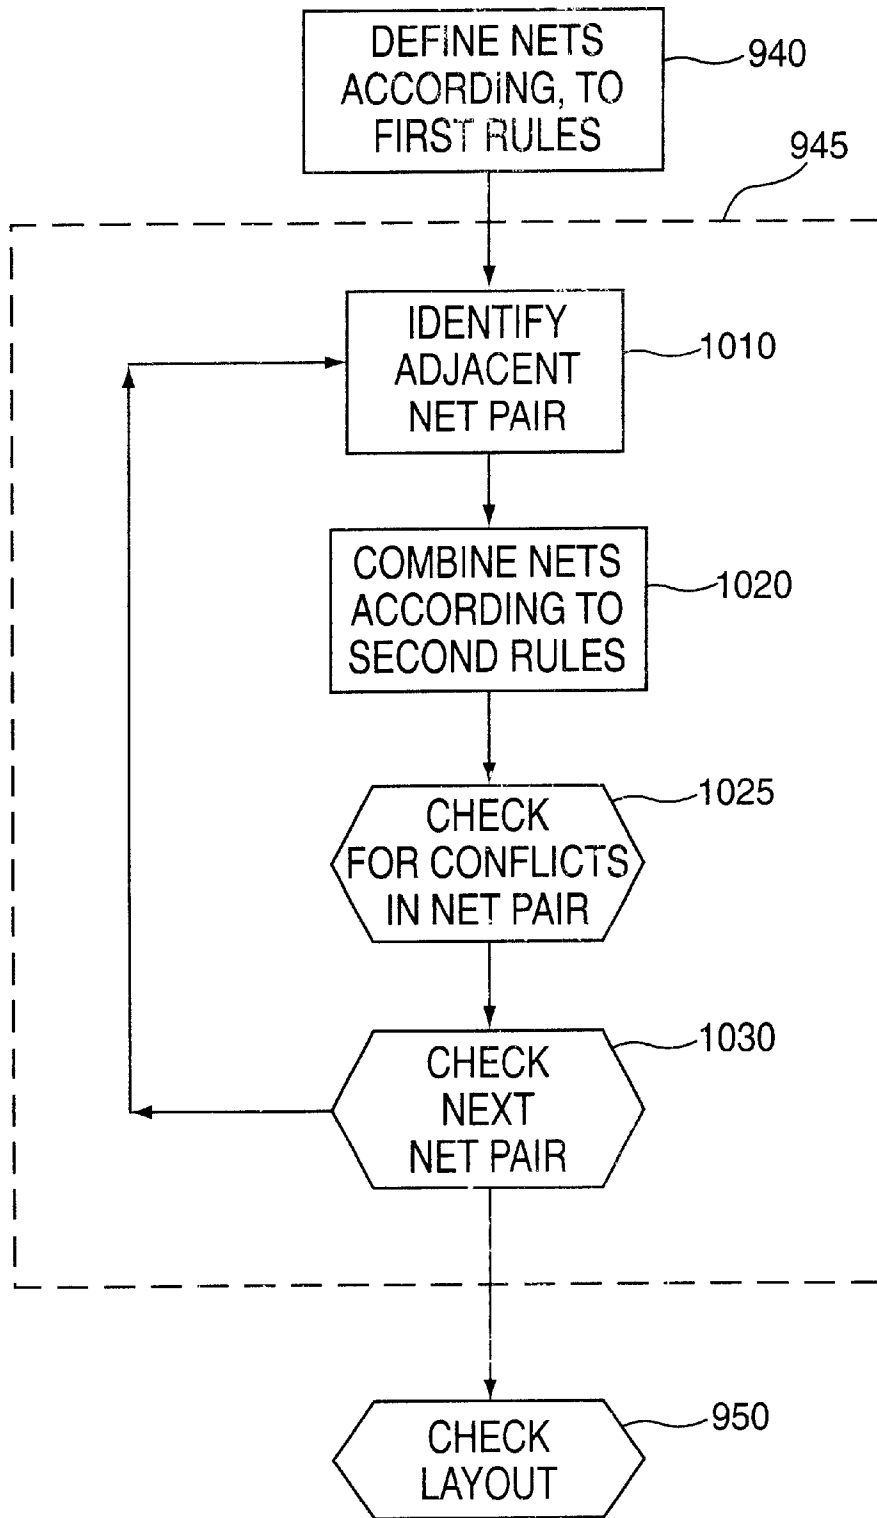 DEFINE NETS
ACCORDING, TO
FIRST RULES
940
945
IDENTIFY
ADJACENT
NET PAIR
1010
COMBINE NETS
ACCORDING TO
SECOND RULES
1020
CHECK
FOR CONFLICTS
IN NET PAIR
1025
CHECK
NEXT
NET PAIR
1030
CHECK
LAYOUT
950